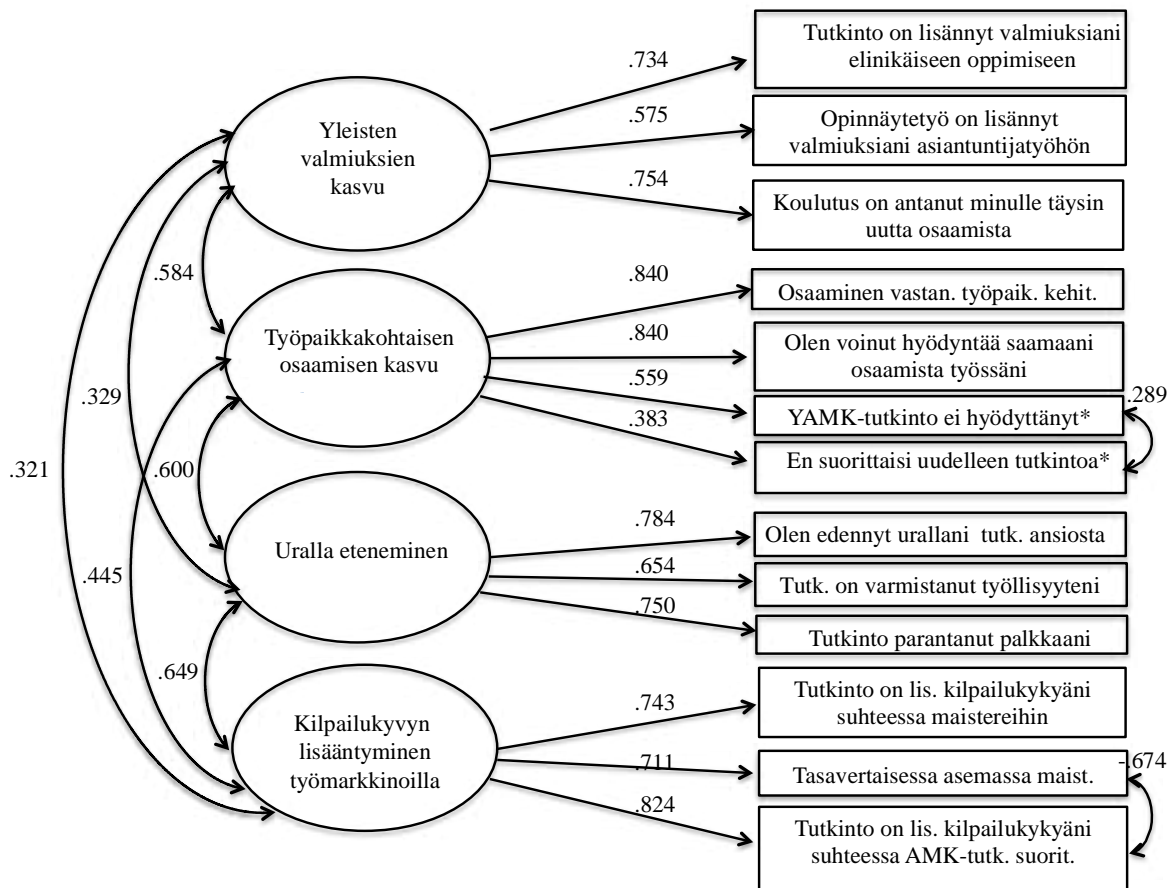 Tutkinto on lisännyt valmiuksiani
elinikäiseen oppimiseen
.734
.575
Opinnäytetyö on lisännyt
valmiuksiani asiantuntijatyöhön
Yleisten
valmiuksien
kasvu
.754
Koulutus on antanut minulle täysin
uutta osaamista
.584
.840
Osaaminen vastan. työpaik. kehit.
Työpaikkakohtaisen
osaamisen kasvu
.840
Olen voinut hyödyntää saamaani
osaamista työssäni
.559
.289
YAMK-tutkinto ei hyödyttänyt*
.383
En suorittaisi uudelleen tutkintoa*
.329
.321
.600
.784
Olen edennyt urallani tutk. ansiosta
Uralla eteneminen
.654
Tutk. on varmistanut työllisyyteni
.445
.750
Tutkinto parantanut palkkaani
.649
.743
Tutkinto on lis. kilpailukykyäni
suhteessa maistereihin
Kilpailukyvyn
lisääntyminen
työmarkkinoilla
.711
-.674
Tasavertaisessa asemassa maist.
.824
Tutkinto on lis. kilpailukykyäni
suhteessa AMK-tutk. suorit.